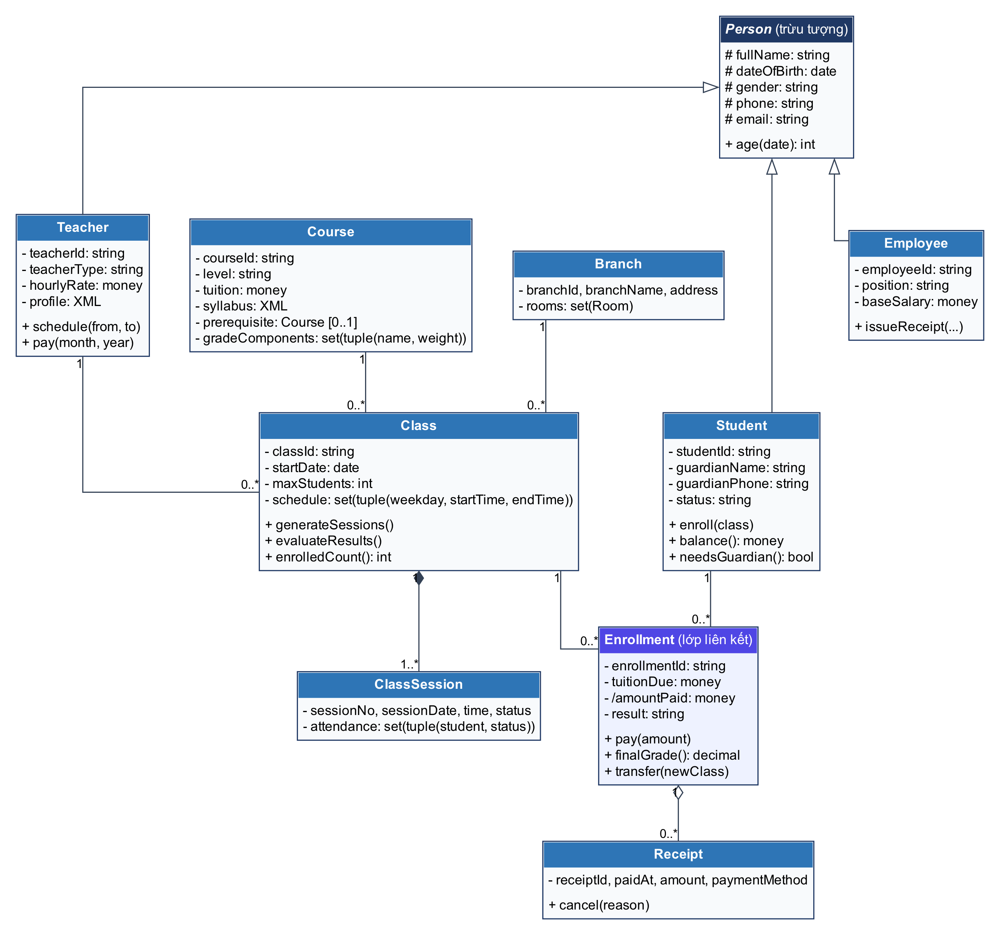 Person (trừu tượng)
# fullName: string
# dateOfBirth: date
# gender: string
# phone: string
# email: string
+ age(date): int
Teacher
- teacherId: string
- teacherType: string
- hourlyRate: money
- profile: XML
+ schedule(from, to)
+ pay(month, year)
1
Course
- courseId: string
- level: string
- tuition: money
- syllabus: XML
- prerequisite: Course [0..1]
- gradeComponents: set(tuple(name, weight))
1
Branch
- branchId, branchName, address
- rooms: set(Room)
1
Employee
- employeeId: string
- position: string
- baseSalary: money
+ issueReceipt(...)
0..*
0..*
0..*
Class
- classId: string
- startDate: date
- maxStudents: int
- schedule: set(tuple(weekday, startTime, endTime))
+ generateSessions()
+ evaluateResults()
+ enrolledCount(): int
1
1
Student
- studentId: string
- guardianName: string
- guardianPhone: string
- status: string
+ enroll(class)
+ balance(): money
+ needsGuardian(): bool
1
0..*
0..*
1..*
ClassSession
- sessionNo, sessionDate, time, status
- attendance: set(tuple(student, status))
Enrollment (lớp liên kết)
- enrollmentId: string
- tuitionDue: money
- /amountPaid: money
- result: string
+ pay(amount)
+ finalGrade(): decimal
+ transfer(newClass)
1
0..*
Receipt
- receiptId, paidAt, amount, paymentMethod
+ cancel(reason)